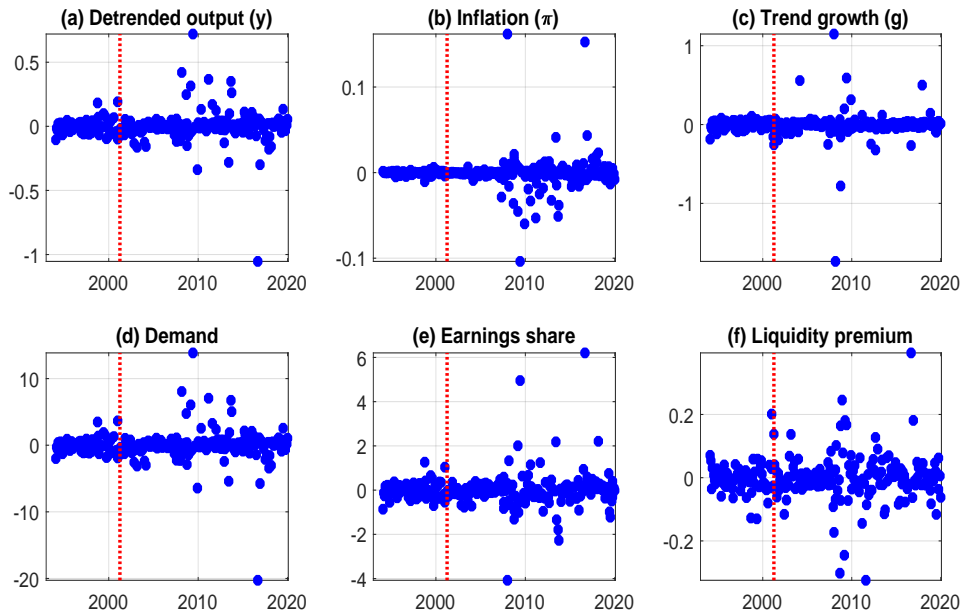 (a) Detrended output (y)
0.5
0
-0.5
-1
2000 2010 2020
(b) Inflation (π)
0.1
0
-0.1
2000 2010 2020
(c) Trend growth (g)
1
0
-1
2000 2010 2020
(d) Demand
10
0
-10
-20
2000 2010 2020
(e) Earnings share
6
4
2
0
-2
-4
2000 2010 2020
(f) Liquidity premium
0.2
0
-0.2
2000 2010 2020